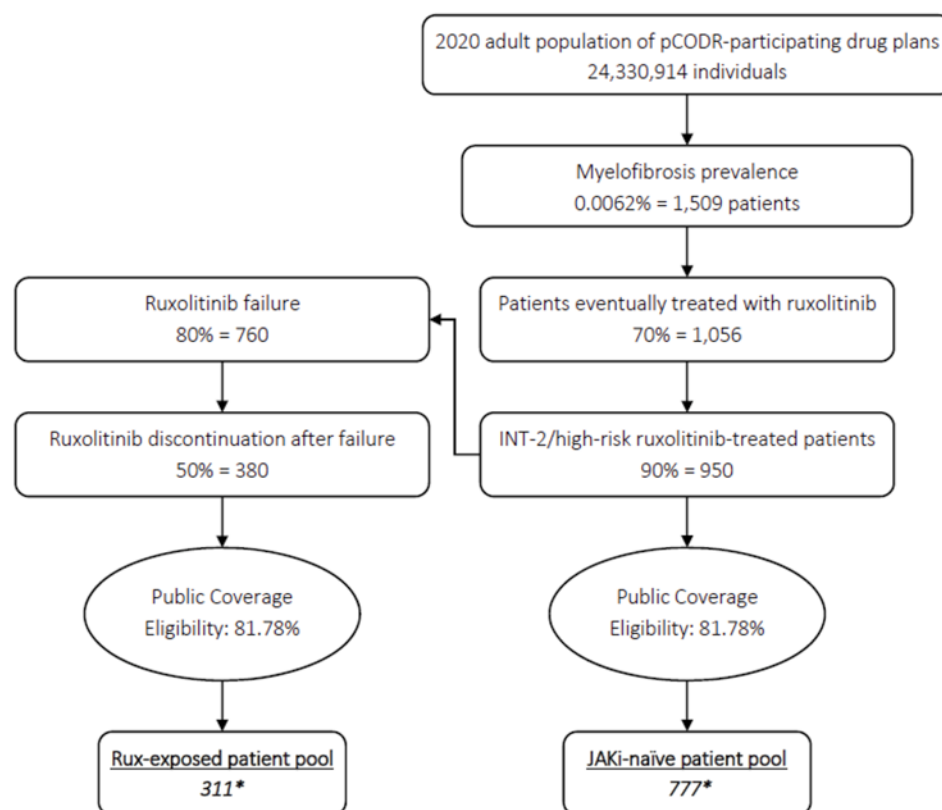 2020 adult population of pCODR-participating drug plans
24,330,914 individuals
Myelofibrosis prevalence
0.0062% = 1,509 patients
Patients eventually treated with ruxolitinib
70% = 1,056
INT-2/high-risk ruxolitinib-treated patients
90% = 950
Ruxolitinib failure
80% = 760
Ruxolitinib discontinuation after failure
50% = 380
Public Coverage
Eligibility: 81.78%
Rux-exposed patient pool
311*
Public Coverage
Eligibility: 81.78%
JAKi-naïve patient pool
777*